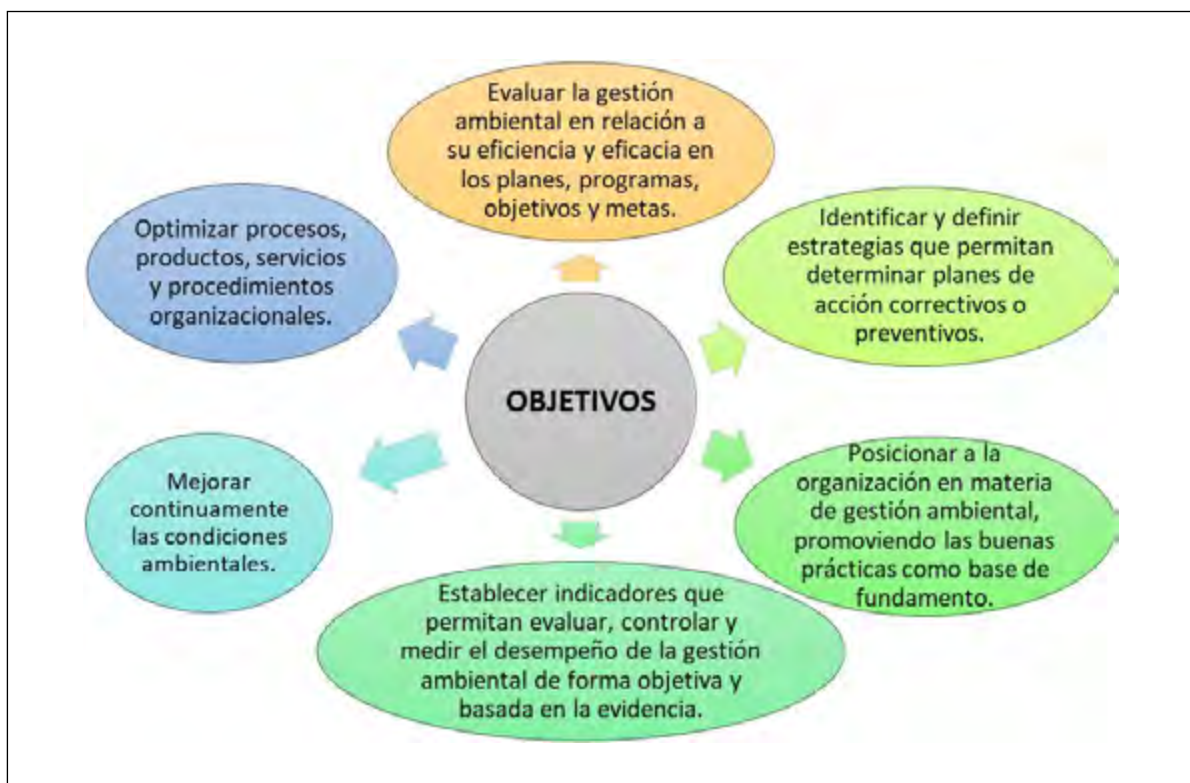 Evaluar la gestión
ambiental en relación a
su eficiencia y eficacia en
los planes, programas,
objetivos y metas.
Identificar y definir
estrategias que permitan
determinar planes de
acción correctivos o
preventivos.
Posicionar a la
organización en materia
de gestión ambiental,
promoviendo las buenas
prácticas como base de
fundamento.
Establecer indicadores que
permitan evaluar, controlar y
medir el desempeño de la gestión
ambiental de forma objetiva y
basada en la evidencia.
Mejorar
continuamente
las condiciones
ambientales.
Optimizar procesos,
productos, servicios
y procedimientos
organizacionales.
OBJETIVOS